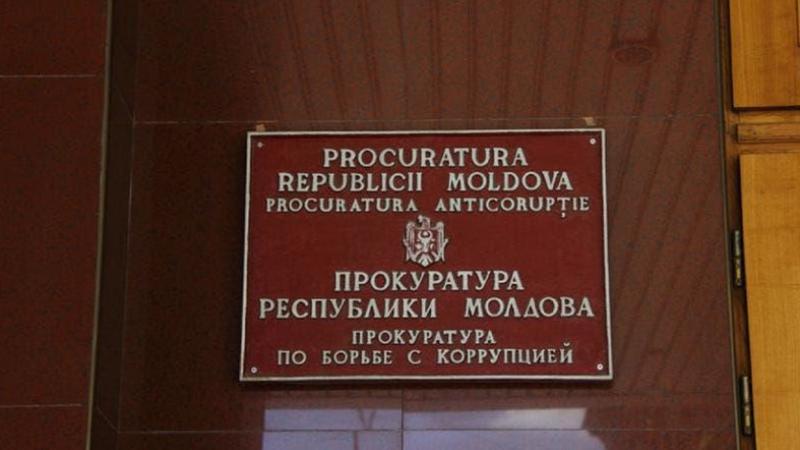 PROCURATURA
REPUBLICII MOLDOVA
PROCURATURA ANTICORUPȚIE
ПРОКУРАТУРА
РЕСПУБЛИКИ МОЛДОВА
ПРОКУРАТУРА
ПО БОРЬБЕ С КОРРУПЦИЕЙ